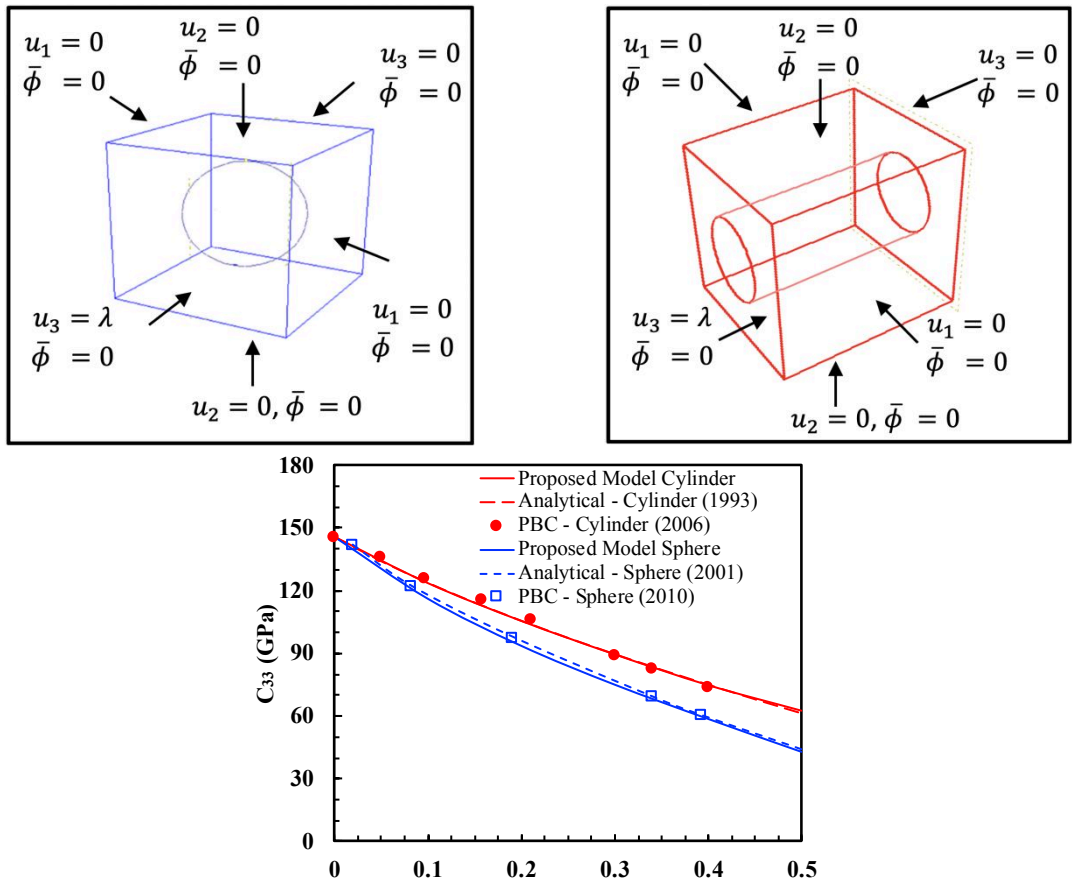 u₁ = 0
ϕ̄ = 0
u₂ = 0
ϕ̄ = 0
u₃ = 0
ϕ̄ = 0
u₃ = λ
ϕ̄ = 0
u₁ = 0
ϕ̄ = 0
u₂ = 0, ϕ̄ = 0
u₁ = 0
ϕ̄ = 0
u₂ = 0
ϕ̄ = 0
u₃ = 0
ϕ̄ = 0
u₃ = λ
ϕ̄ = 0
u₁ = 0
ϕ̄ = 0
u₂ = 0, ϕ̄ = 0
C₃₃ (GPa)
180
150
120
90
60
30
0
Proposed Model Cylinder
Analytical - Cylinder (1993)
PBC - Cylinder (2006)
Proposed Model Sphere
Analytical - Sphere (2001)
PBC - Sphere (2010)
0 0.1 0.2 0.3 0.4 0.5